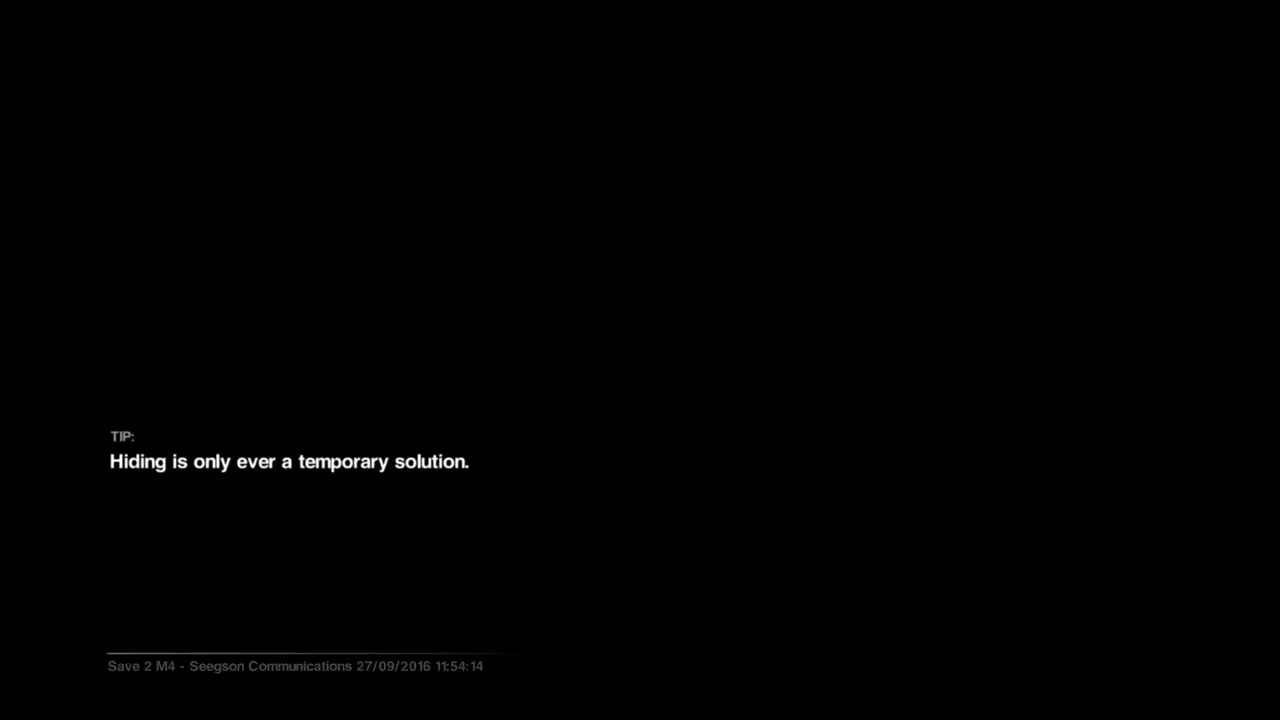 TIP:
Hiding is only ever a temporary solution.
Save 2 M4 - Seegson Communications 27/09/2016 11:54:14